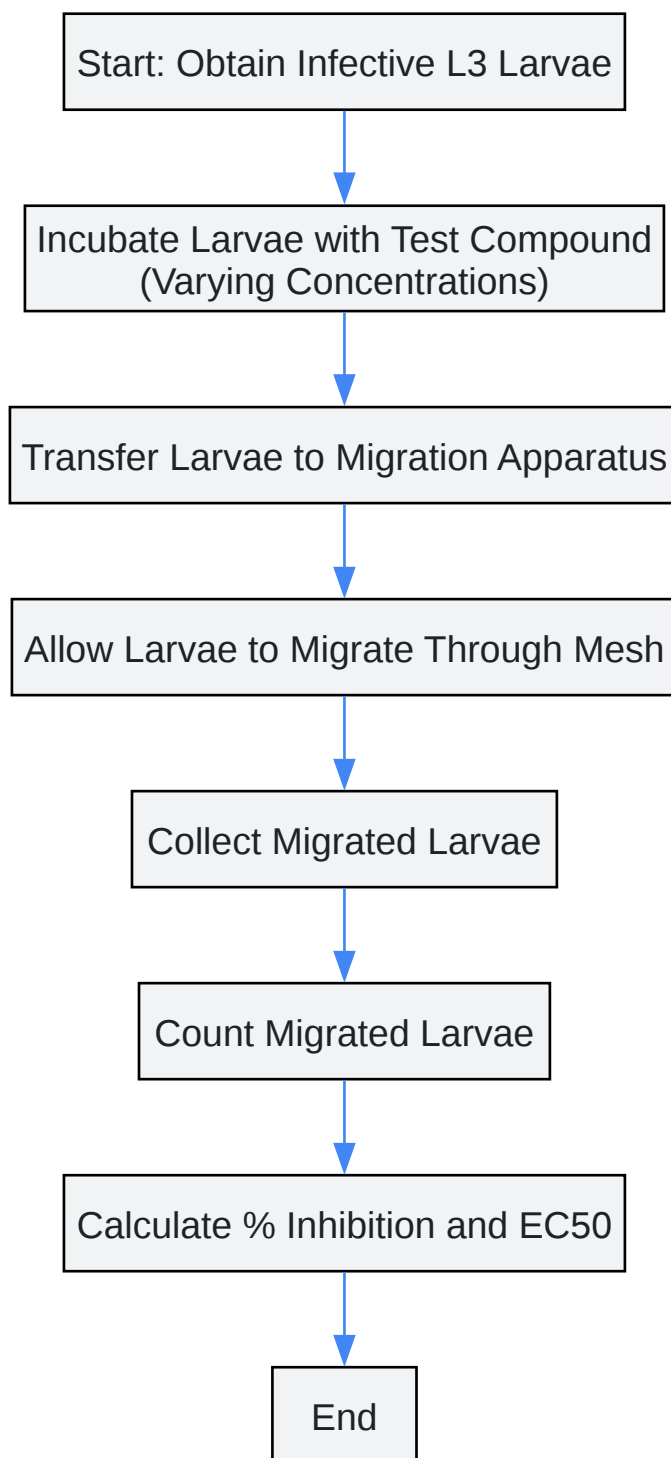 Start: Obtain Infective L3 Larvae
Incubate Larvae with Test Compound
(Varying Concentrations)
Transfer Larvae to Migration Apparatus
Allow Larvae to Migrate Through Mesh
Collect Migrated Larvae
Count Migrated Larvae
Calculate % Inhibition and EC50
End